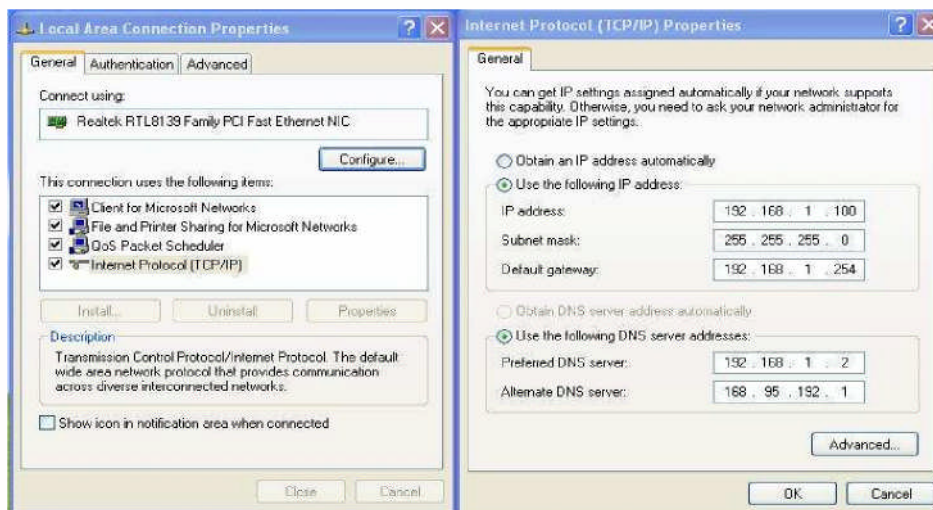 Local Area Connection Properties
General
Authentication
Advanced
Connect using:
Realtek RTL8139 Family PCI Fast Ethernet NIC
Configure...
This connection uses the following items:
Client for Microsoft Networks
File and Printer Sharing for Microsoft Networks
QoS Packet Scheduler
Internet Protocol (TCP/IP)
Install...
Uninstall
Properties
Description
Transmission Control Protocol/Internet Protocol. The default
wide area network protocol that provides communication
across diverse interconnected networks.
Show icon in notification area when connected
Close
Cancel
Internet Protocol (TCP/IP) Properties
General
You can get IP settings assigned automatically if your network supports
this capability. Otherwise, you need to ask your network administrator for
the appropriate IP settings.
Obtain an IP address automatically
Use the following IP address:
IP address: 192 . 168 . 1 . 100
Subnet mask: 255 . 255 . 255 . 0
Default gateway: 192 . 168 . 1 . 254
Obtain DNS server address automatically
Use the following DNS server addresses:
Preferred DNS server: 192 . 168 . 1 . 2
Alternate DNS server: 168 . 95 . 192 . 1
Advanced...
OK
Cancel